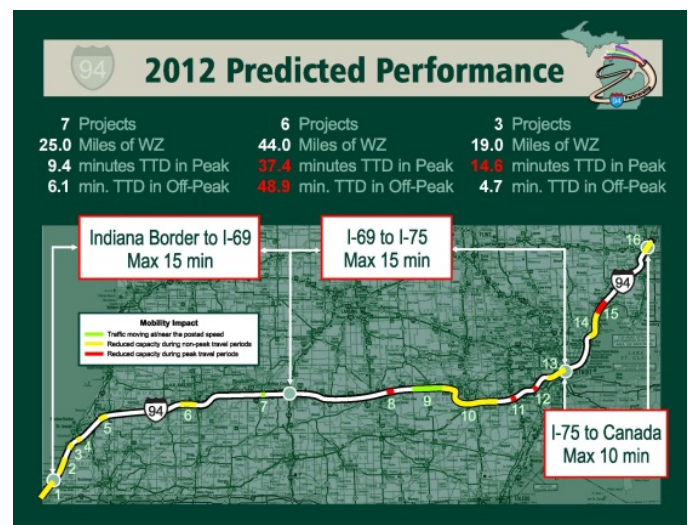 94
2012 Predicted Performance
7 Projects
25.0 Miles of WZ
9.4 minutes TTD in Peak
6.1 min. TTD in Off-Peak
6 Projects
44.0 Miles of WZ
37.4 minutes TTD in Peak
48.9 min. TTD in Off-Peak
3 Projects
19.0 Miles of WZ
14.6 minutes TTD in Peak
4.7 min. TTD in Off-Peak
Indiana Border to I-69
Max 15 min
I-69 to I-75
Max 15 min
Mobility Impact
Traffic moving at/near the posted speed
Reduced capacity during non-peak travel periods
Reduced capacity during peak travel periods
16
94
15
14
13
12
11
10
9
8
7
6
94
5
4
3
2
1
I-75 to Canada
Max 10 min